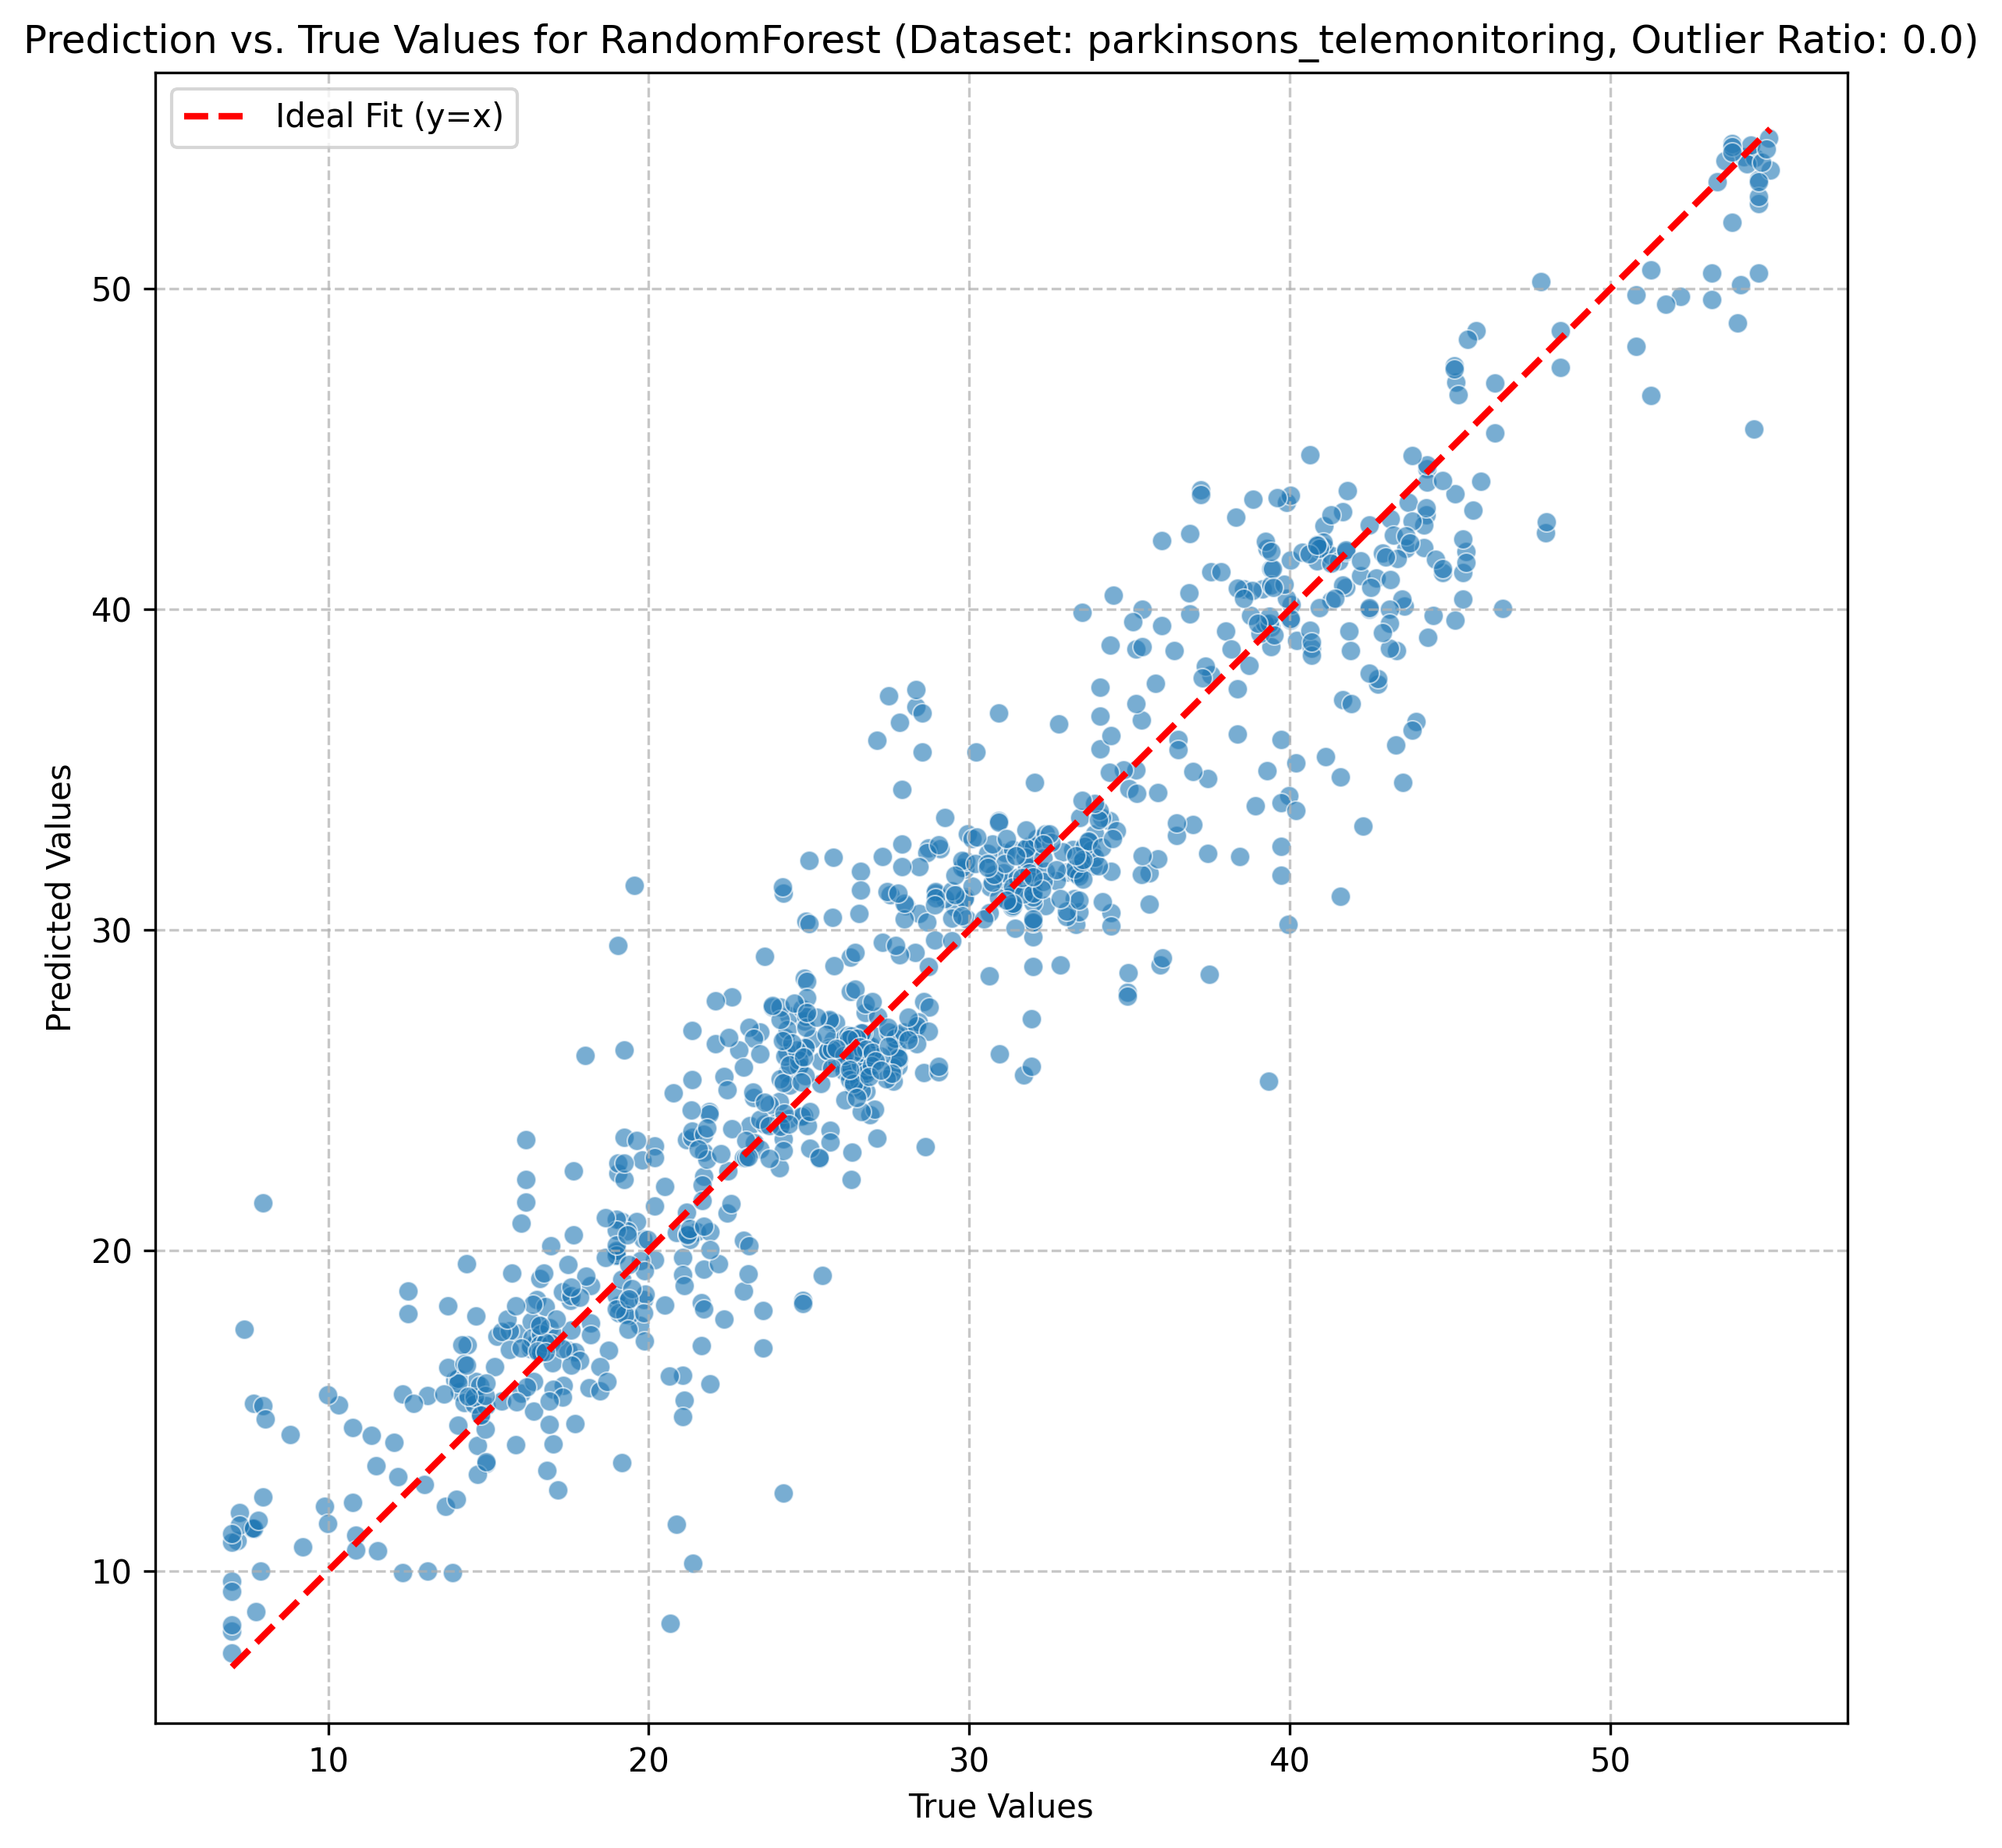 Prediction vs. True Values for RandomForest (Dataset: parkinsons_telemonitoring, Outlier Ratio: 0.0)
Ideal Fit (y=x)
50
40
30
20
10
Predicted Values
10 20 30 40 50
True Values